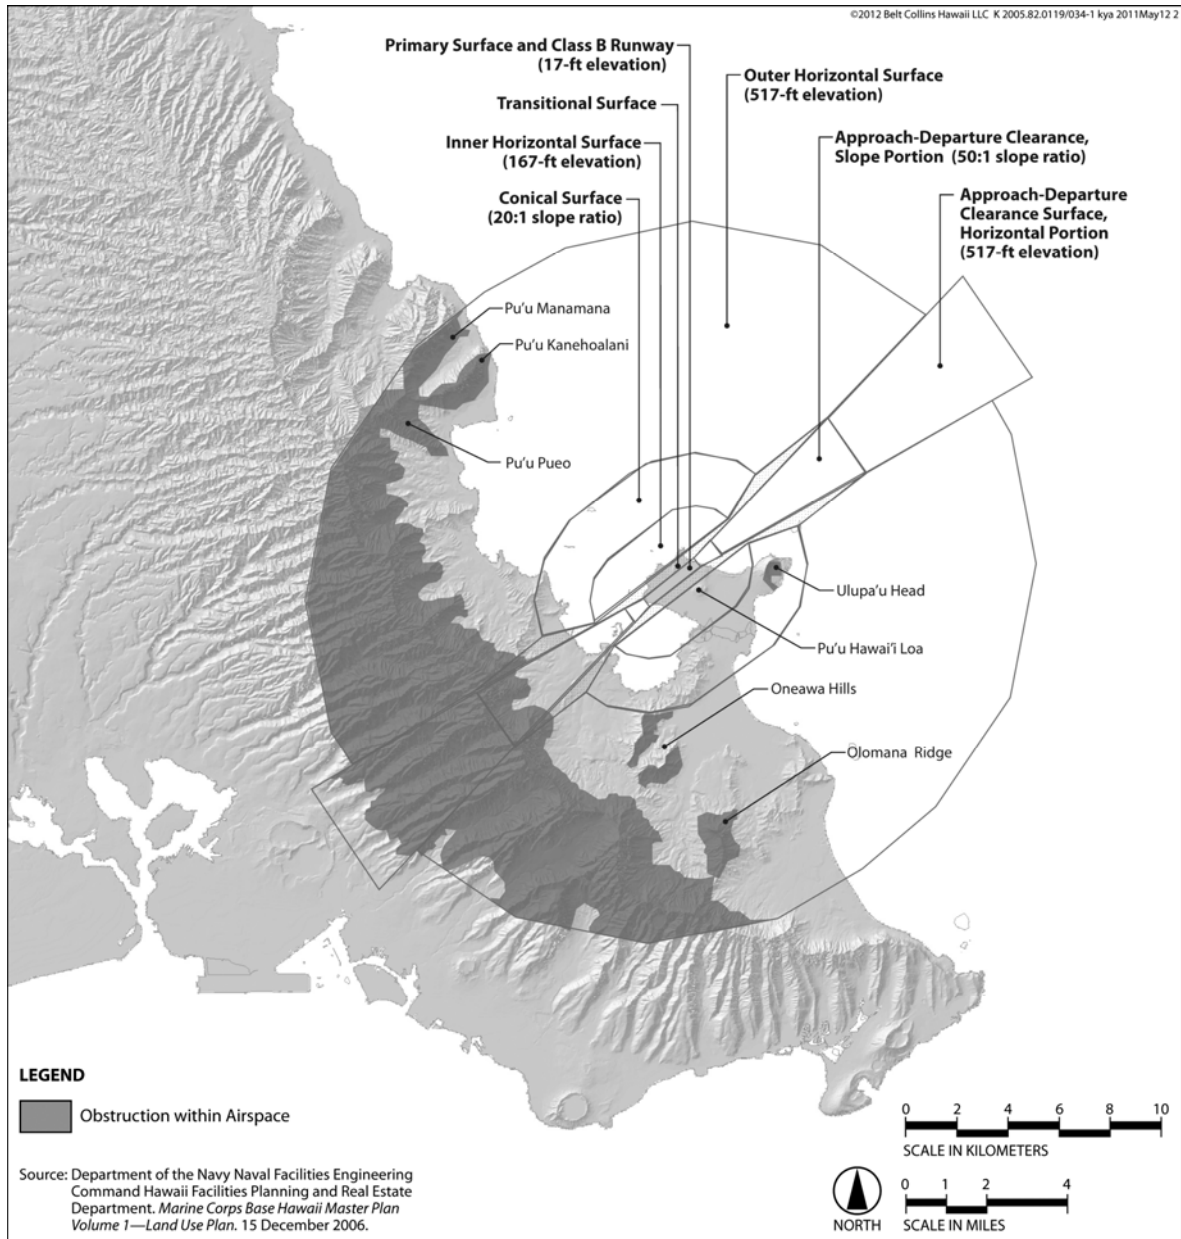 ©2012 Belt Collins Hawaii LLC K 2005.82.0119/034-1 kya 2011May12 2
Primary Surface and Class B Runway
(17-ft elevation)
Transitional Surface
Inner Horizontal Surface
(167-ft elevation)
Conical Surface
(20:1 slope ratio)
Outer Horizontal Surface
(517-ft elevation)
Approach-Departure Clearance,
Slope Portion (50:1 slope ratio)
Approach-Departure
Clearance Surface,
Horizontal Portion
(517-ft elevation)
Pu'u Manamana
Pu'u Kanehoalani
Pu'u Pueo
Ulupa'u Head
Pu'u Hawai'i Loa
Oneawa Hills
Olomana Ridge
LEGEND
Obstruction within Airspace
Source: Department of the Navy Naval Facilities Engineering
Command Hawaii Facilities Planning and Real Estate
Department. Marine Corps Base Hawaii Master Plan
Volume 1—Land Use Plan. 15 December 2006.
0 2 4 6 8 10
SCALE IN KILOMETERS
0 1 2 4
SCALE IN MILES
NORTH